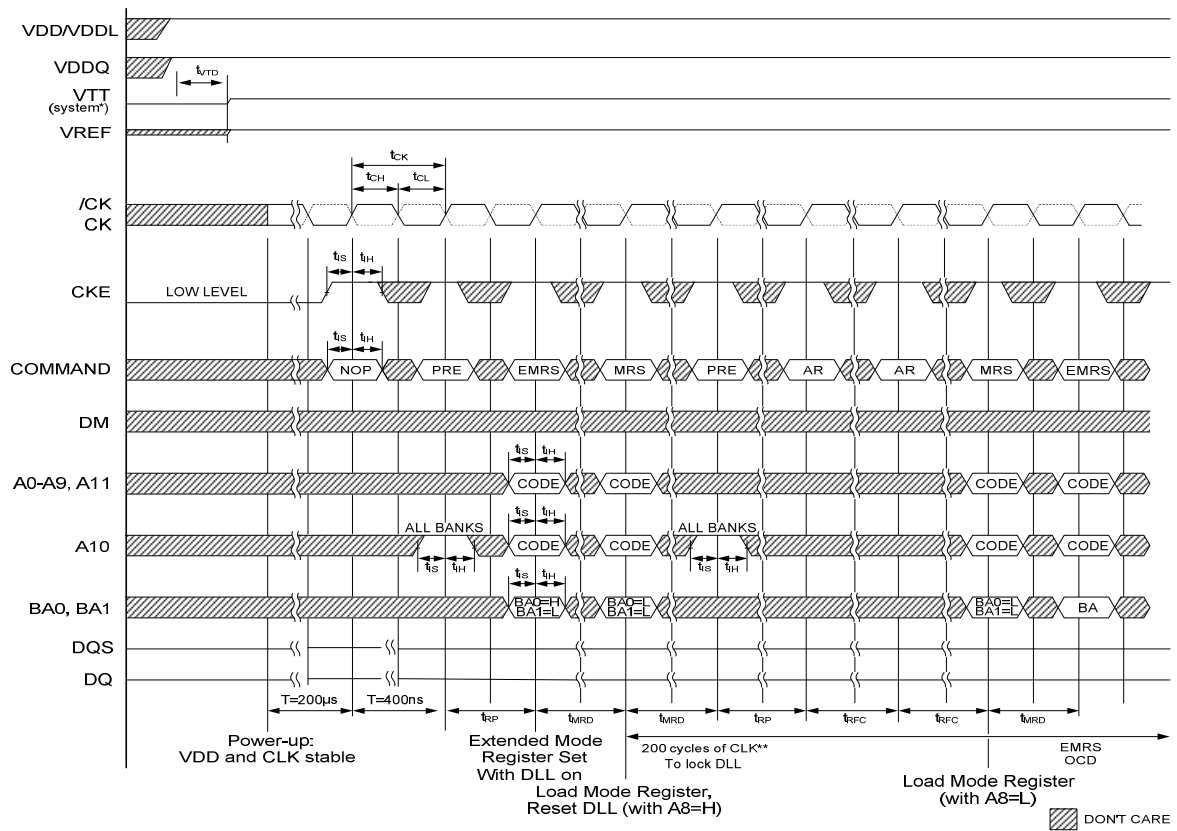 VDD/VDDL
VDDQ
tVTD
VTT
(system*)
VREF
tCK
tCH tCL
/CK
CK
tIS tIH
CKE LOW LEVEL
tIS tIH
COMMAND NOP PRE EMRS MRS PRE AR AR MRS EMRS
DM
tIS tIH
A0-A9, A11 CODE CODE CODE CODE
tIS tIH
ALL BANKS ALL BANKS
A10 CODE CODE CODE CODE
tIS tIH tIS tIH
tIS tIH
BA0, BA1 BA0=H BA0=L BA0=L BA
BA1=L BA1=L BA1=L
DQS
DQ
T=200µs T=400ns
tRP tMRD tMRD tRP tRFC tRFC tMRD
Power-up:
VDD and CLK stable
Extended Mode
Register Set
With DLL on
200 cycles of CLK**
To lock DLL
EMRS
OCD
Load Mode Register,
Reset DLL (with A8=H)
Load Mode Register
(with A8=L)
DON'T CARE